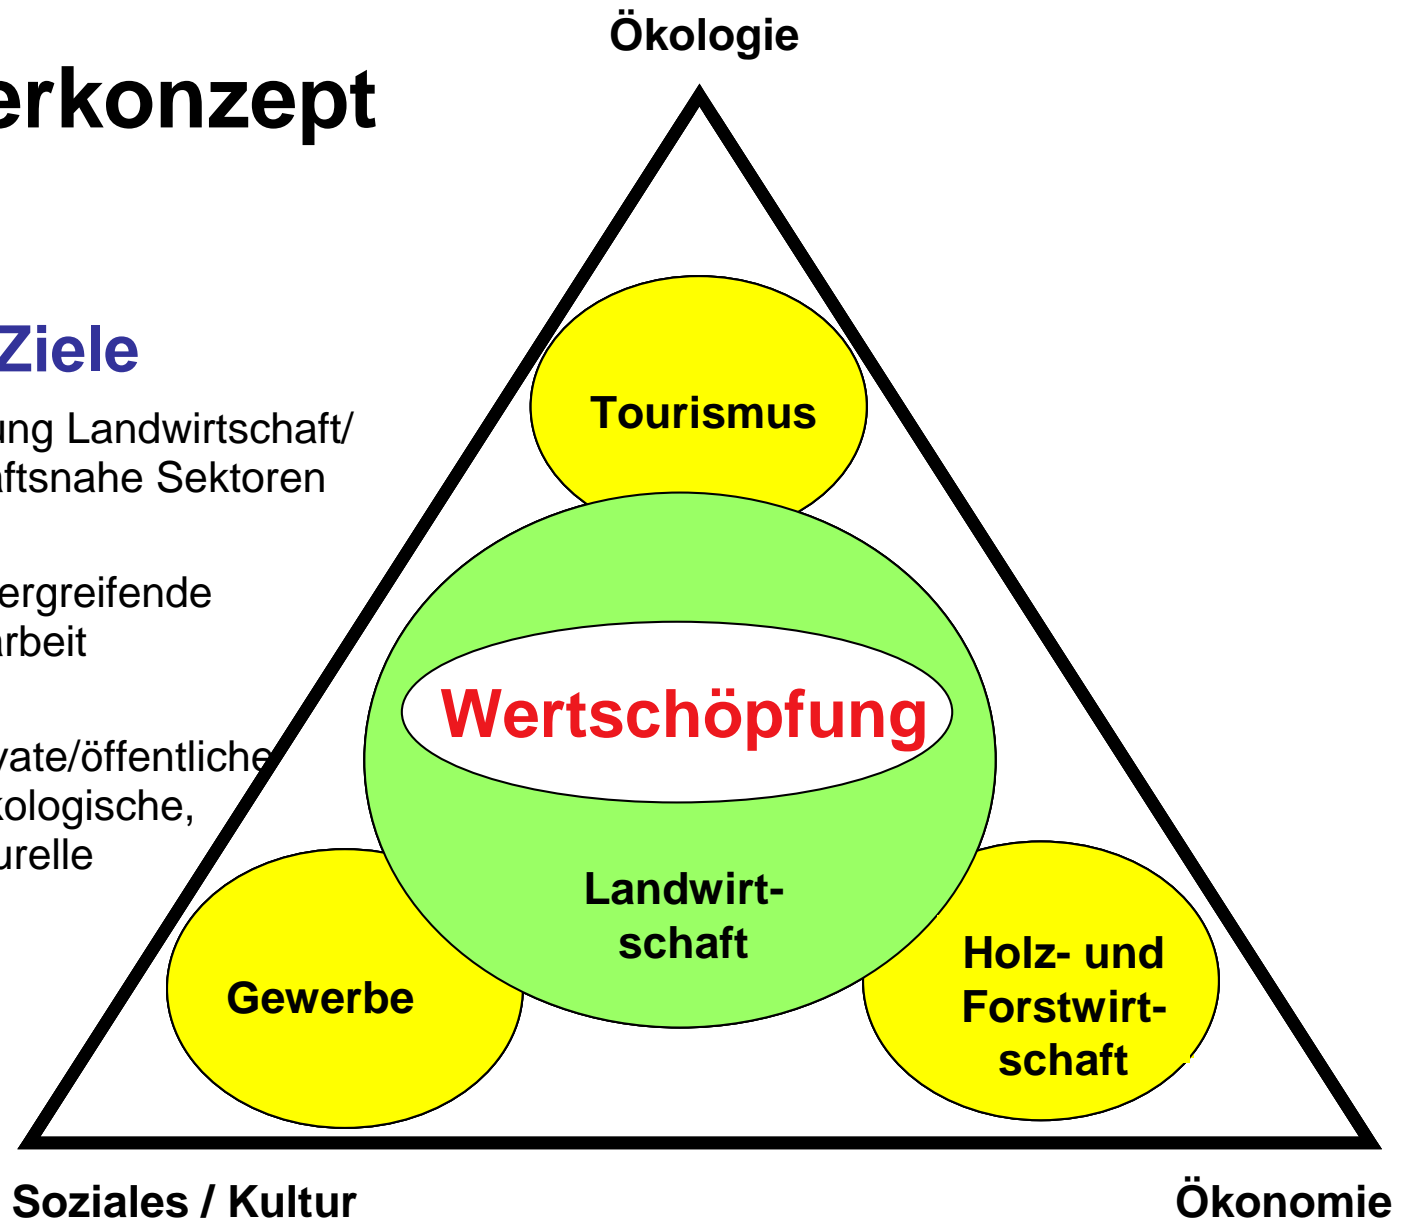 Ökologie
erkonzept
Ziele
ung Landwirtschaft/
aftsnahe Sektoren
ergreifende
arbeit
vate/öffentliche
kologische,
urelle
Tourismus
Wertschöpfung
Landwirt-
schaft
Gewerbe
Holz- und
Forstwirt-
schaft
Soziales / Kultur
Ökonomie